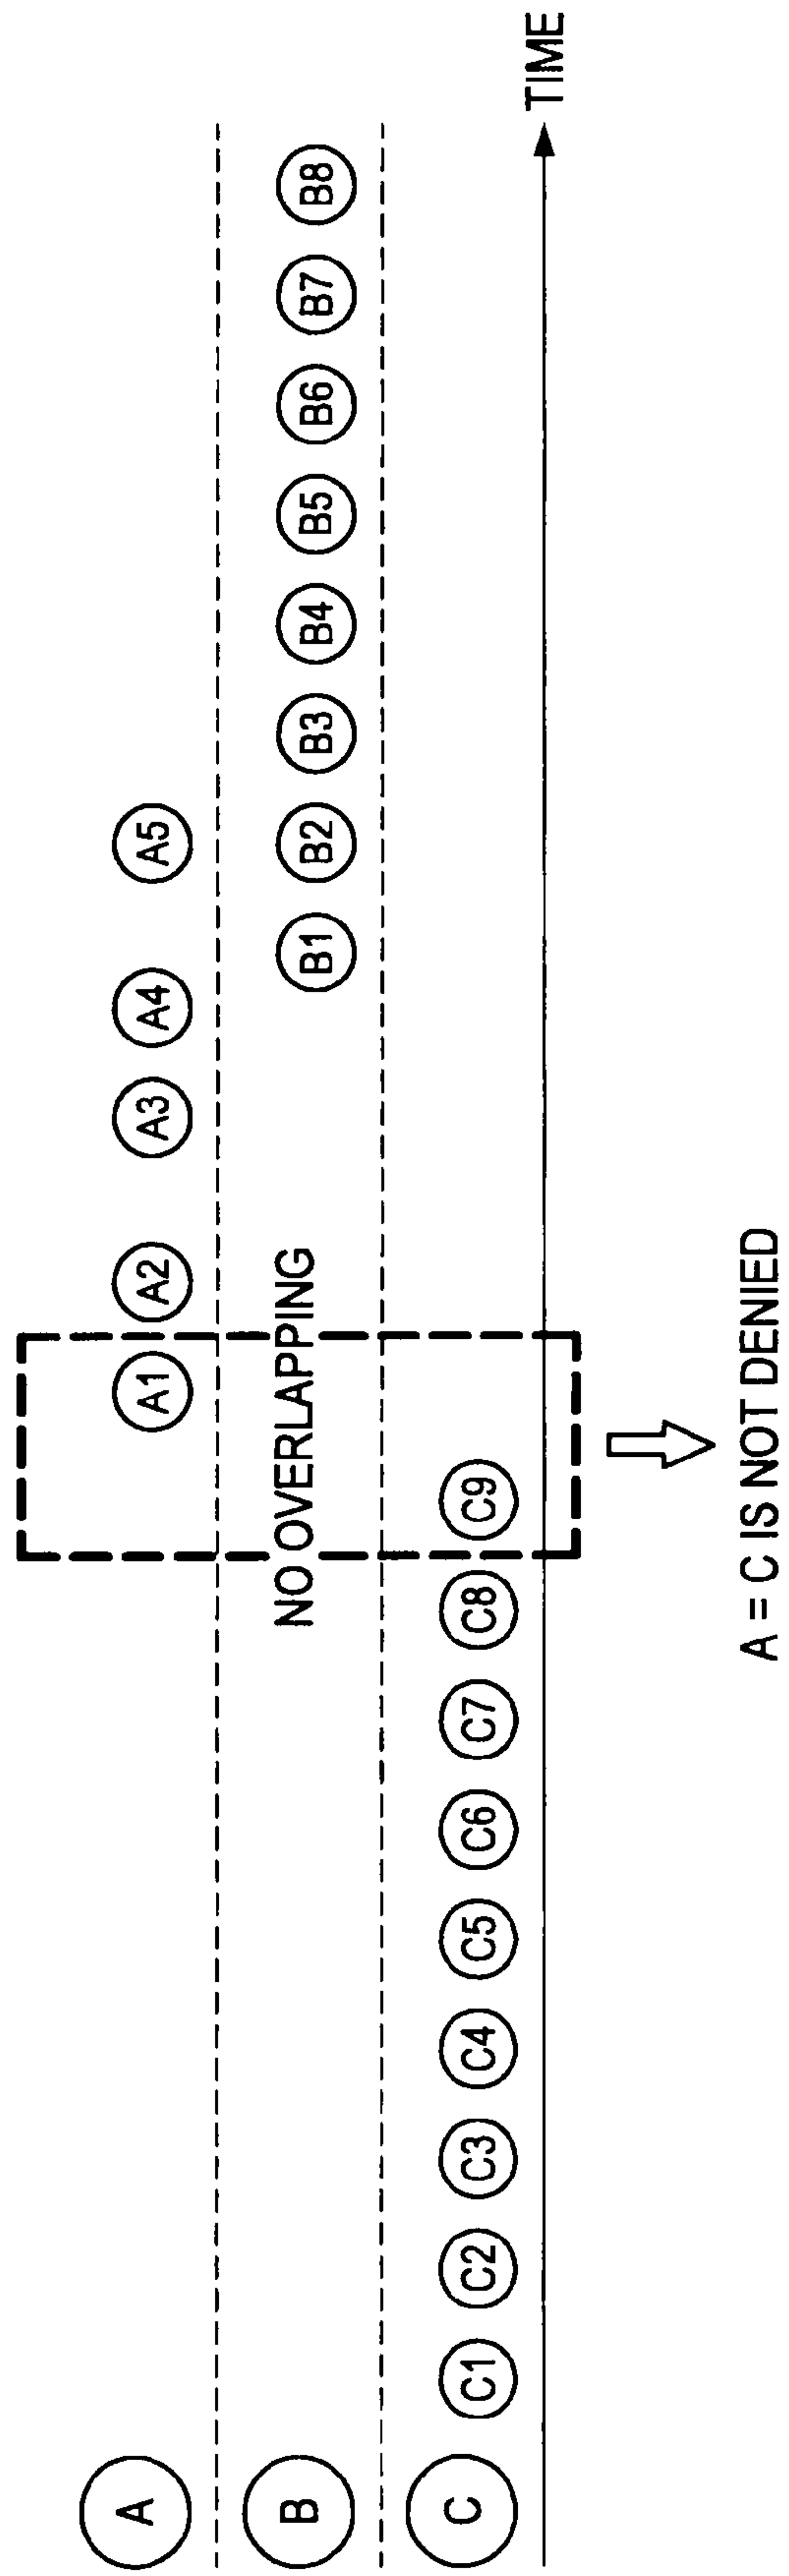 A
A1
A2
A3
A4
A5
B
NO OVERLAPPING
B1
B2
B3
B4
B5
B6
B7
B8
C
C1
C2
C3
C4
C5
C6
C7
C8
C9
TIME
A = C IS NOT DENIED